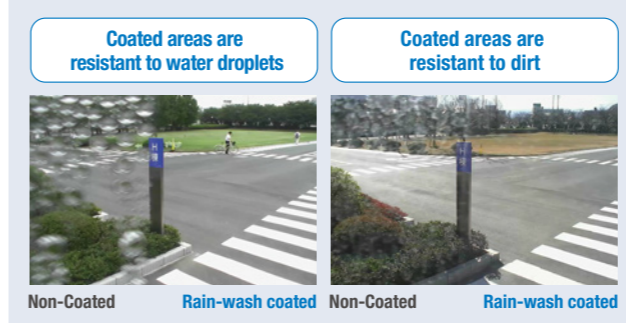 Coated areas are
resistant to water droplets
Coated areas are
resistant to dirt
Non-Coated
Rain-wash coated
Non-Coated
Rain-wash coated